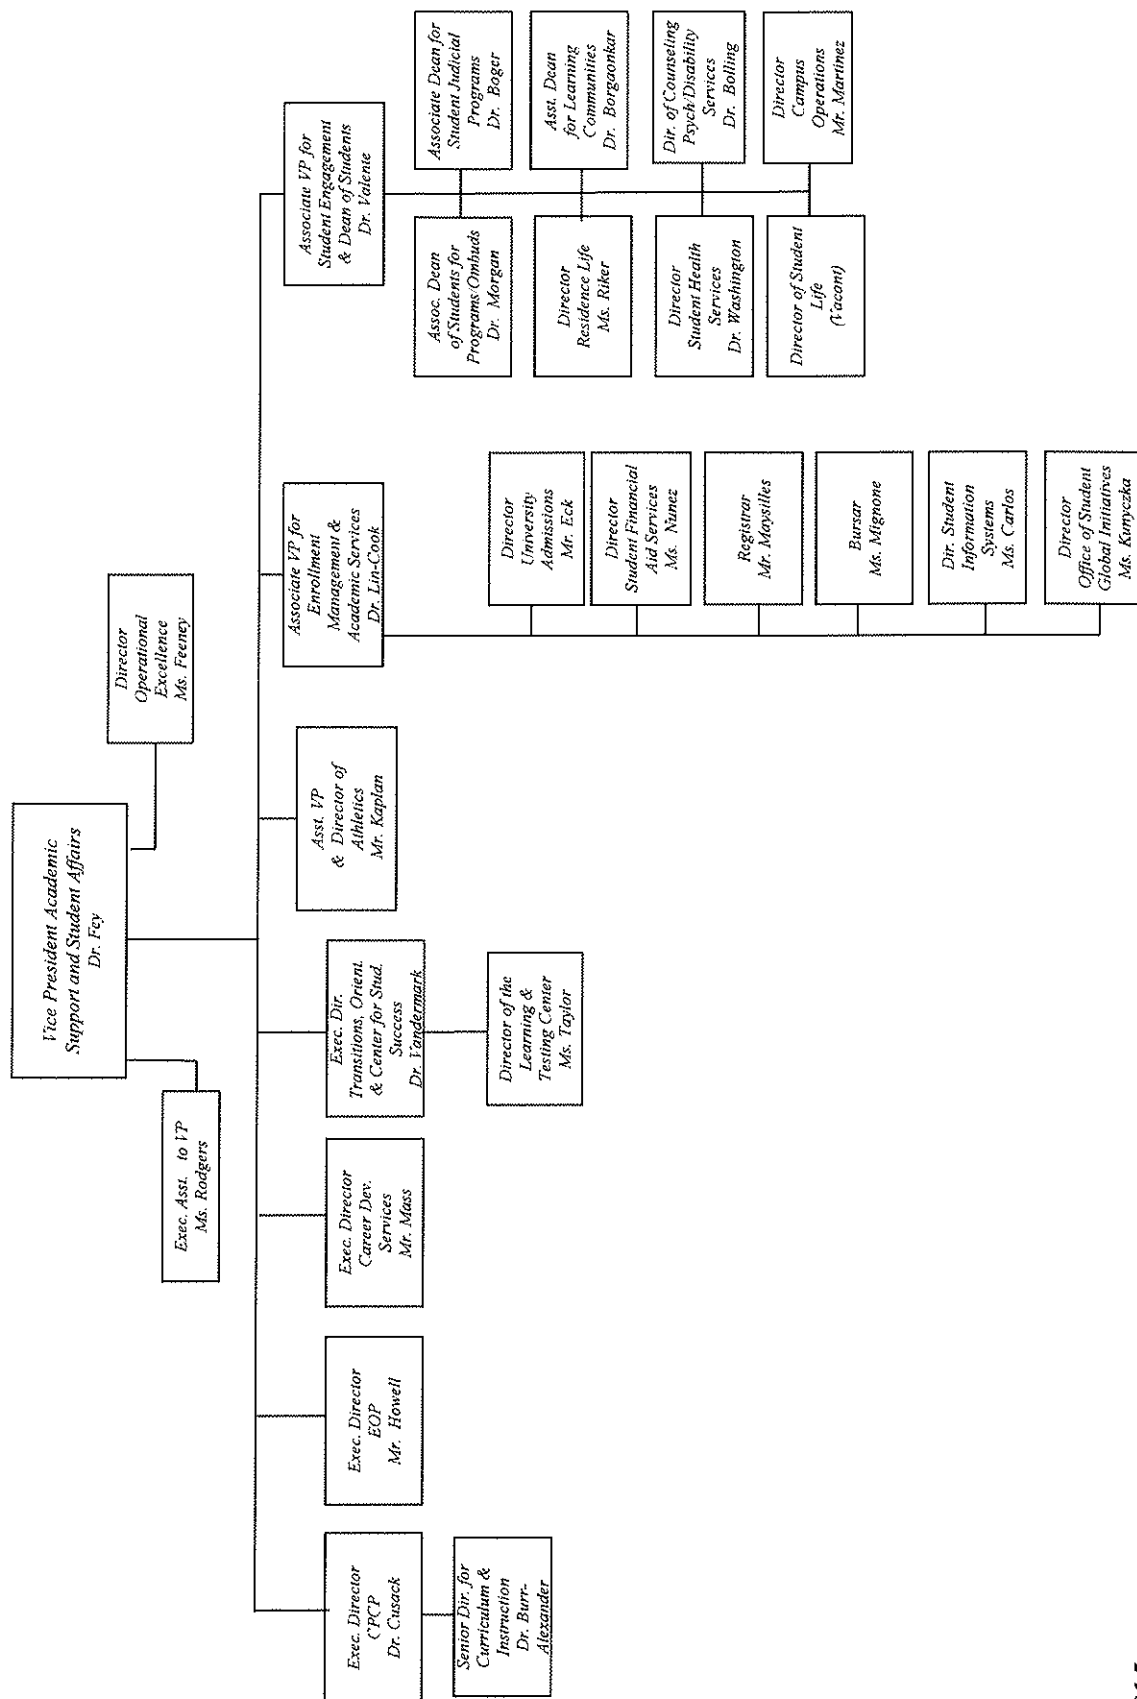 Vice President Academic
Support and Student Affairs
Dr. Fey
Exec. Asst. to VP
Ms. Rodgers
Director
Operational
Excellence
Ms. Feeney
Exec. Director
CPCP
Dr. Cusack
Senior Dir. for
Curriculum &
Instruction
Dr. Burr-
Alexander
Exec. Director
EOP
Mr. Howell
Exec. Director
Career Dev.
Services
Mr. Mass
Exec. Dir.
Transitions, Orient.
& Center for Stud.
Success
Dr. Vandermark
Director of the
Learning &
Testing Center
Ms. Taylor
Asst. VP
& Director of
Athletics
Mr. Kaplan
Associate VP for
Enrollment
Management &
Academic Services
Dr. Lin-Cook
Director
University
Admissions
Mr. Eck
Director
Student Financial
Aid Services
Ms. Nunez
Registrar
Mr. Maysilles
Bursar
Ms. Mignone
Dir. Student
Information
Systems
Ms. Carlos
Director
Office of Student
Global Initiatives
Ms. Kunyczka
Associate VP for
Student Engagement
& Dean of Students
Dr. Valente
Assoc. Dean
of Students for
Programs/Ombuds
Dr. Morgan
Associate Dean for
Student Judicial
Programs
Dr. Boger
Director
Residence Life
Ms. Riker
Asst. Dean
for Learning
Communities
Dr. Borgaonkar
Director
Student Health
Services
Dr. Washington
Dir. of Counseling
Psych/Disability
Services
Dr. Bolling
Director of Student
Life
(Vacant)
Director
Campus
Operations
Mr. Martinez